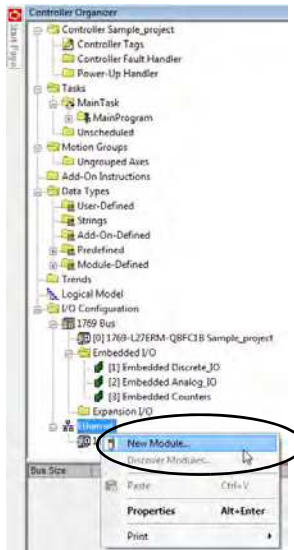 Controller Organizer
Start Page
Controller Sample_project
Controller Tags
Controller Fault Handler
Power-Up Handler
Tasks
MainTask
MainProgram
Unscheduled
Motion Groups
Ungrouped Axes
Add-On Instructions
Data Types
User-Defined
Strings
Add-On-Defined
Predefined
Module-Defined
Trends
Logical Model
I/O Configuration
1769 Bus
[0] 1769-L27ERM-QBFC1B Sample_project
Embedded I/O
[1] Embedded Discrete_IO
[2] Embedded Analog_IO
[3] Embedded Counters
Expansion I/O
Ethernet
New Module...
Discover Modules...
Bus Size
Paste Ctrl+V
Properties Alt+Enter
Print